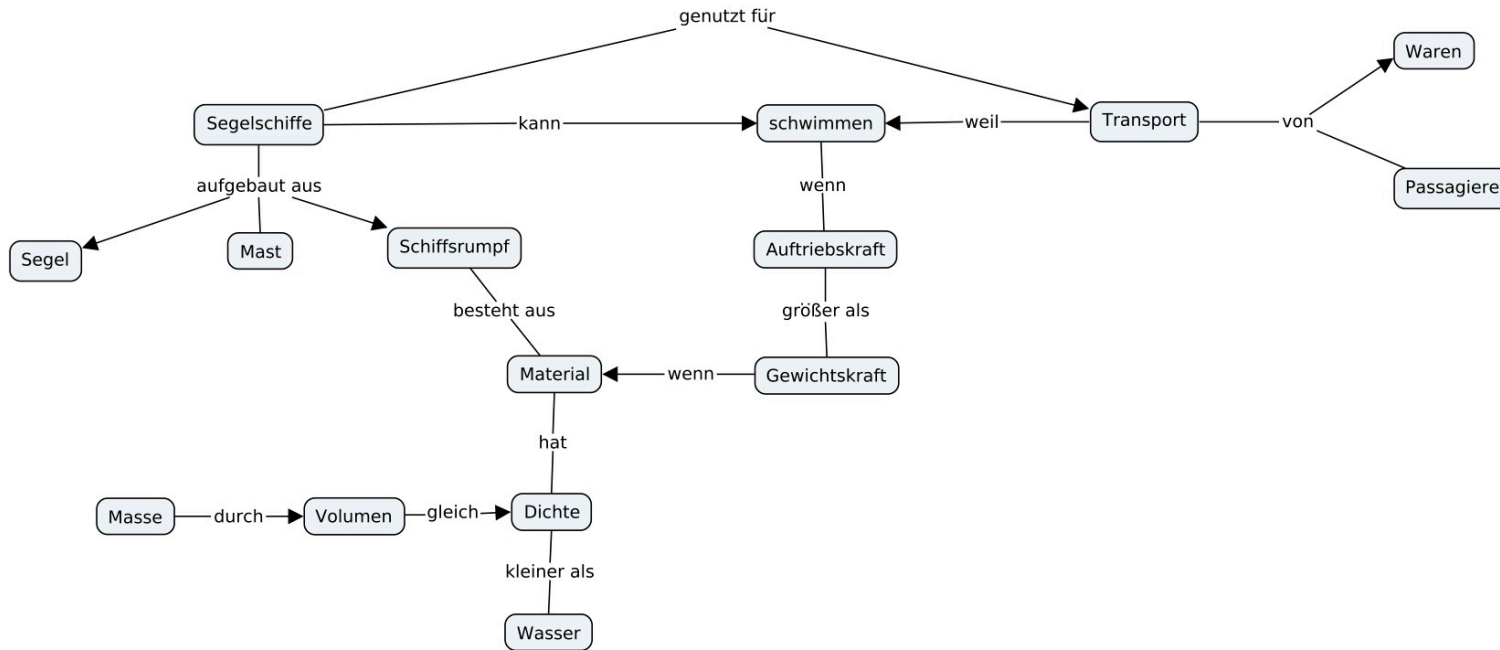 genutzt für
Waren
Segelschiffe
kann
schwimmen
weil
Transport
von
aufgebaut aus
wenn
Passagiere
Segel
Mast
Schiffsrumpf
Auftriebskraft
besteht aus
größer als
Material
wenn
Gewichtskraft
hat
Masse
durch
Volumen
gleich
Dichte
kleiner als
Wasser